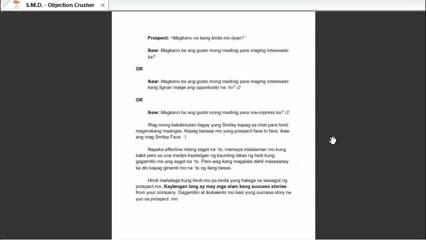 S.M.D. - Objection Crusher
Prospect: "Magkano na bang kinita mo dyan?"
Ikaw: Magkano ba ang gusto mong madinig para maging interesado
ka?
OR
Ikaw: Magkano ba ang gusto mong madinig para maging interesado
kang tignan maige ang opportunity na 'to? ☺
OR
Ikaw: Magkano ba ang gusto mong madinig para ma-impress ka? ☺
Wag mong kakalimutan ilagay yung Smiley kapag sa chat para hindi
magmukang maangas. Kapag kausap mo yung prospect face to face, ikaw
ang mag Smiley Face. :)
Napaka effective nitong sagot na 'to, mamaya malalaman mo kung
bakit pero sa una medyo kaylangan ng kaunting lakas ng loob kung
gagamitin mo ang sagot na 'to. Pero wag kang magalala dahil masasanay
ka din kapag ginamit mo na 'to ng ilang beses.
Hindi mahalaga kung hindi mo pa kinita yung halaga na isasagot ng
prospect mo. Kaylangan lang ay may mga alam kang success stories
from your company. Gagamitin at ikukwento mo kasi yung success story na
yun sa prospect mo.